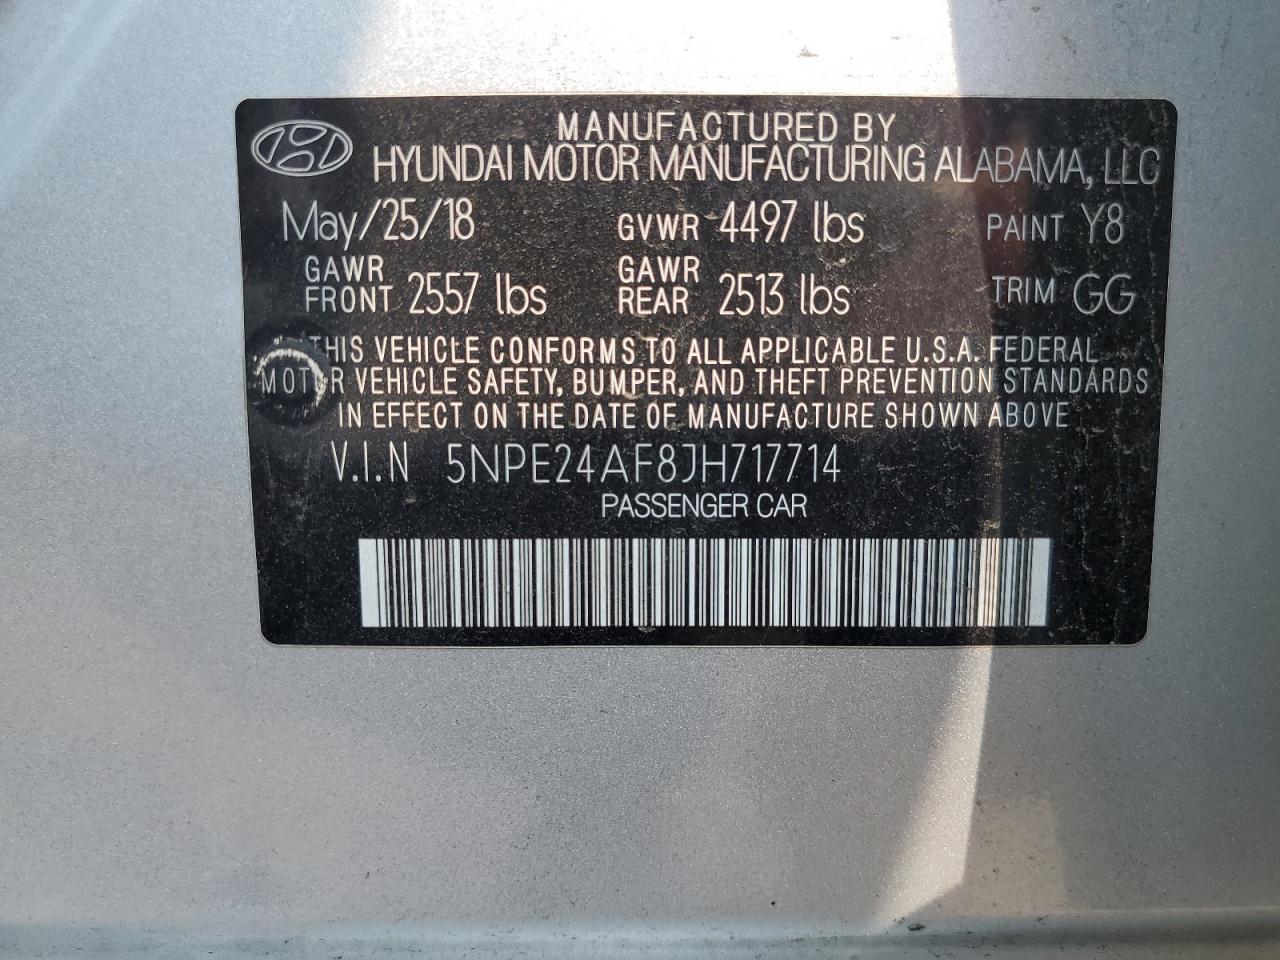 MANUFACTURED BY
HYUNDAI MOTOR MANUFACTURING ALABAMA, LLC
May/25/18 GVWR 4497 lbs PAINT Y8
GAWR FRONT 2557 lbs GAWR REAR 2513 lbs TRIM GG
THIS VEHICLE CONFORMS TO ALL APPLICABLE U.S.A. FEDERAL
MOTOR VEHICLE SAFETY, BUMPER, AND THEFT PREVENTION STANDARDS
IN EFFECT ON THE DATE OF MANUFACTURE SHOWN ABOVE
V.I.N 5NPE24AF8JH717714
PASSENGER CAR